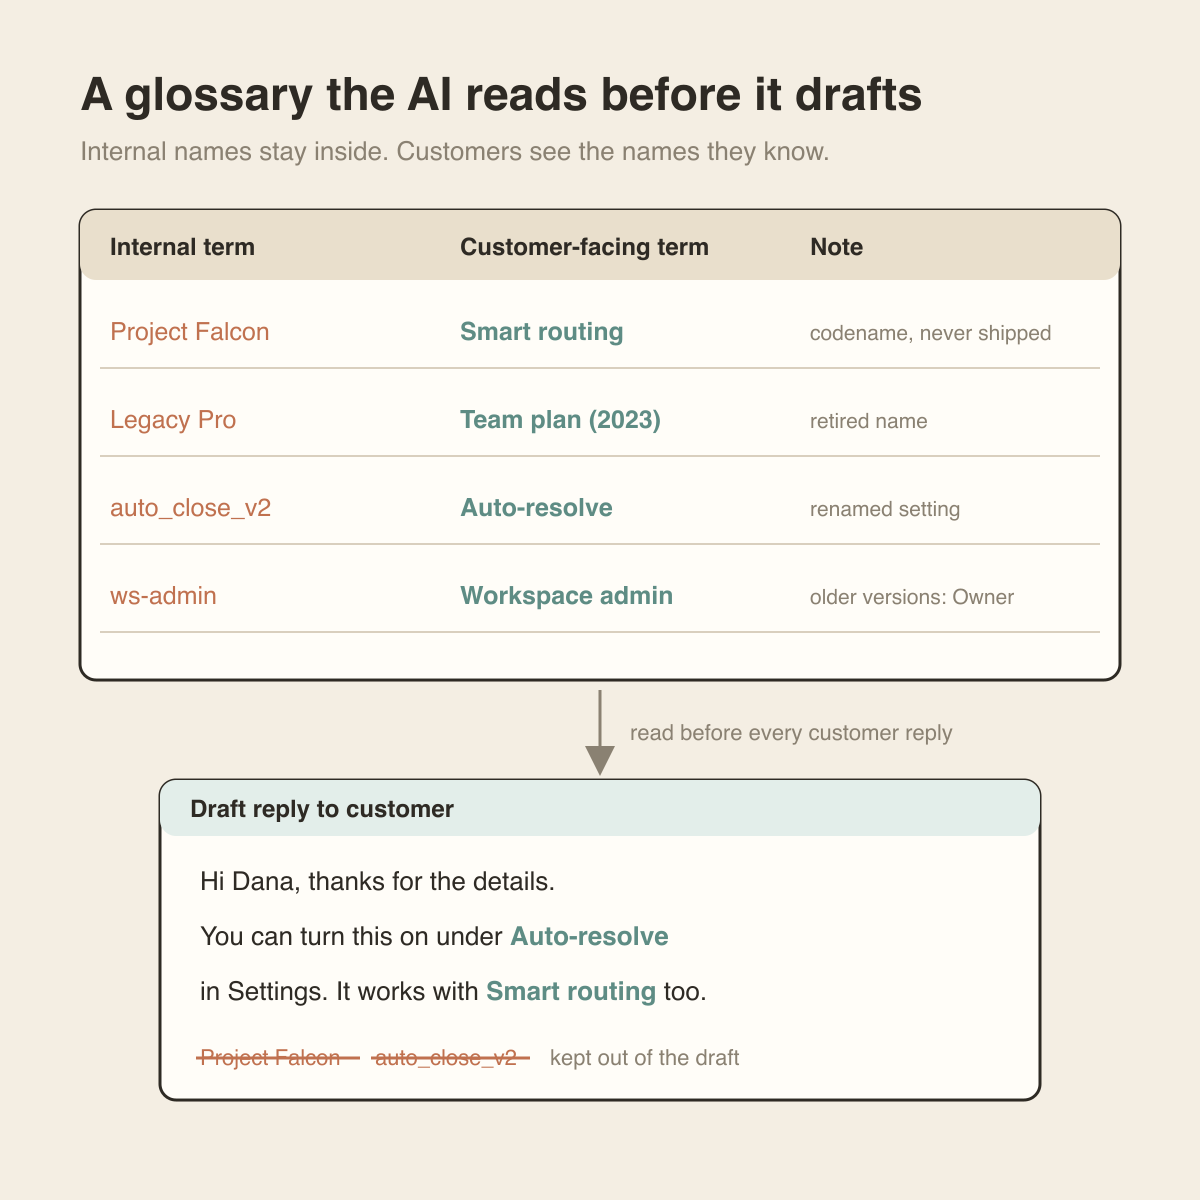 A glossary the AI reads before it drafts
Internal names stay inside. Customers see the names they know.
Internal term Customer-facing term Note
Project Falcon Smart routing codename, never shipped
Legacy Pro Team plan (2023) retired name
auto_close_v2 Auto-resolve renamed setting
ws-admin Workspace admin older versions: Owner
read before every customer reply
Draft reply to customer
Hi Dana, thanks for the details.
You can turn this on under Auto-resolve
in Settings. It works with Smart routing too.
Project Falcon auto_close_v2 kept out of the draft